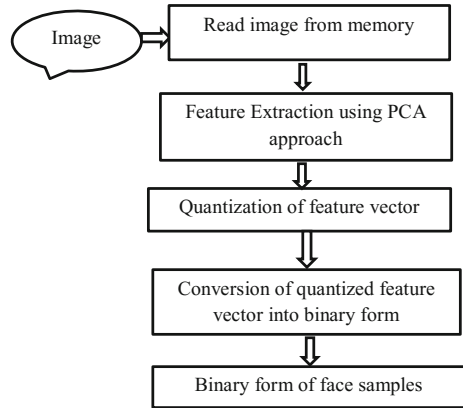 Image
Read image from memory
Feature Extraction using PCA
approach
Quantization of feature vector
Conversion of quantized feature
vector into binary form
Binary form of face samples